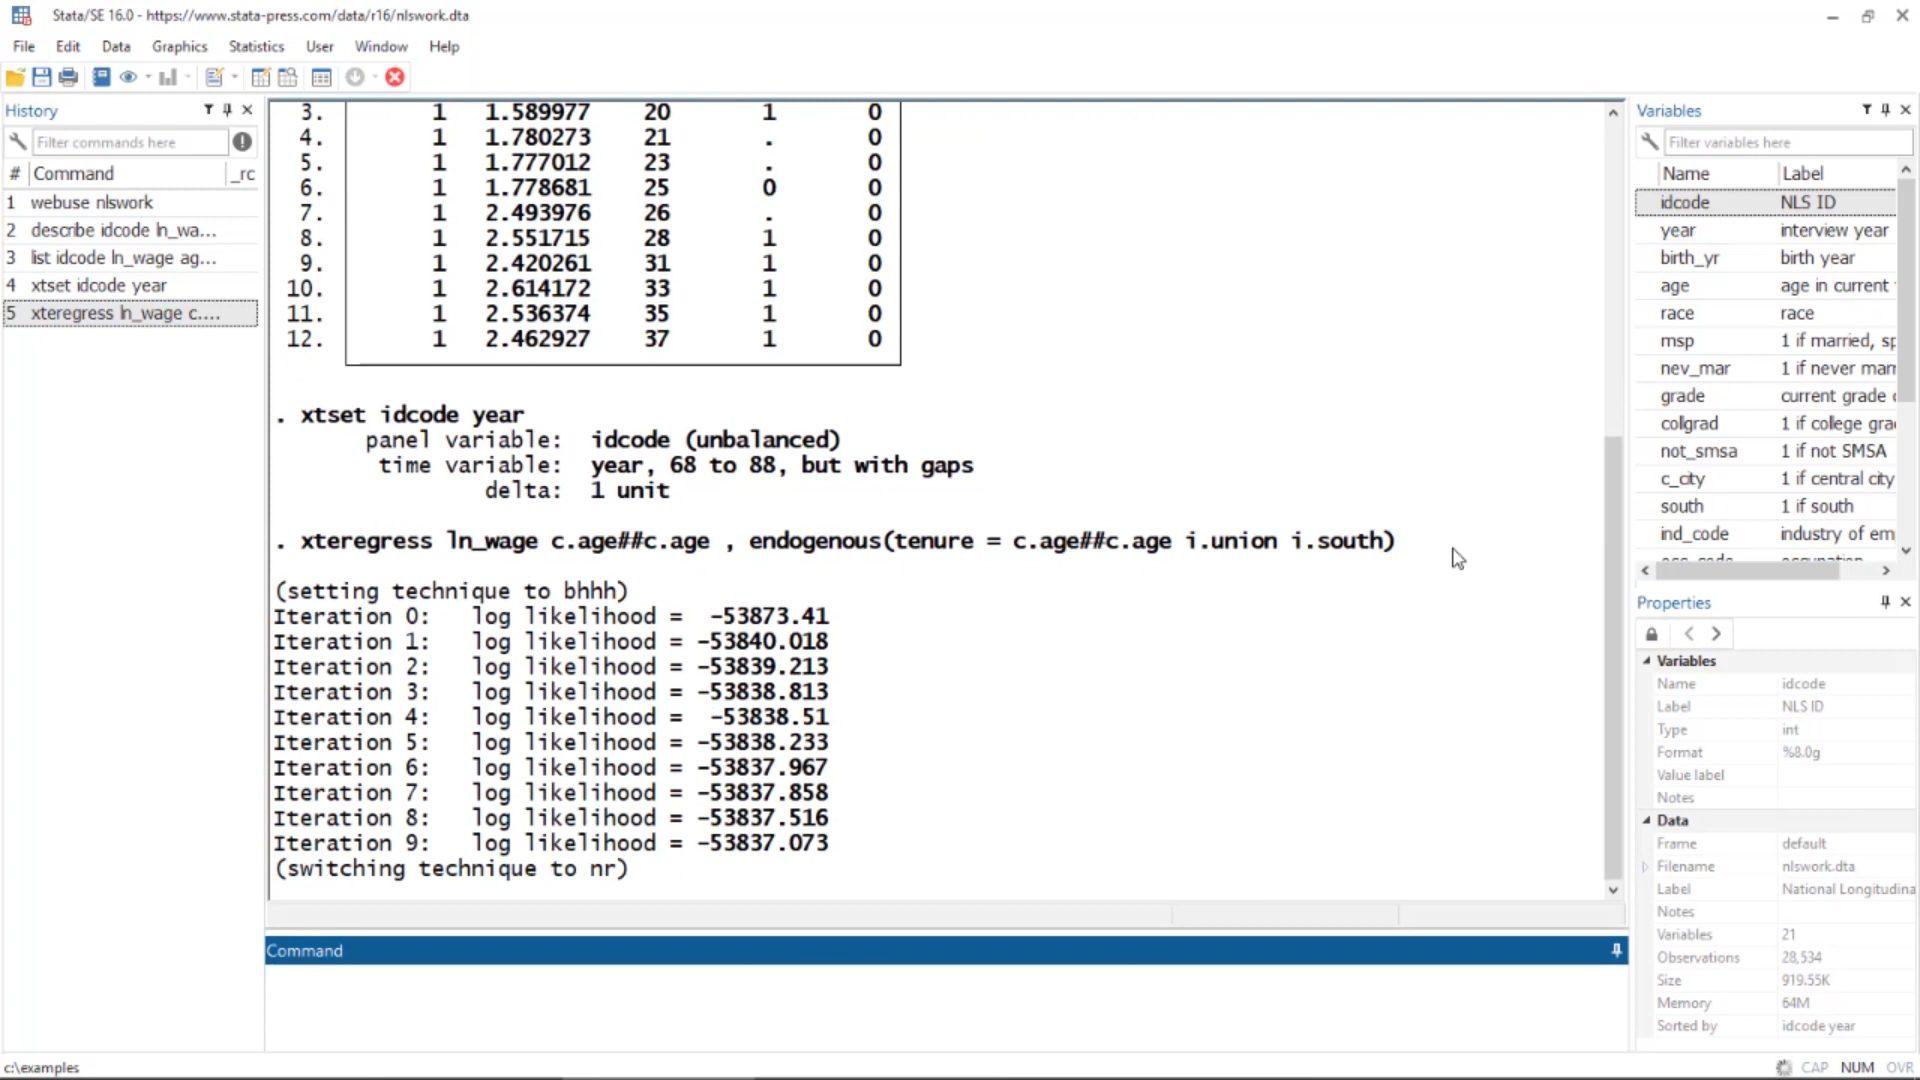 Stata/SE 16.0 - https://www.stata-press.com/data/r16/nlswork.dta
File Edit Data Graphics Statistics User Window Help
History
Filter commands here
# Command _rc
1 webuse nlswork
2 describe idcode ln_wa...
3 list idcode ln_wage ag...
4 xtset idcode year
5 xteregress ln_wage c....
3. 1 1.589977 20 1 0
4. 1 1.780273 21 . 0
5. 1 1.777012 23 . 0
6. 1 1.778681 25 0 0
7. 1 2.493976 26 . 0
8. 1 2.551715 28 1 0
9. 1 2.420261 31 1 0
10. 1 2.614172 33 1 0
11. 1 2.536374 35 1 0
12. 1 2.462927 37 1 0
. xtset idcode year
panel variable: idcode (unbalanced)
time variable: year, 68 to 88, but with gaps
delta: 1 unit
. xteregress ln_wage c.age##c.age , endogenous(tenure = c.age##c.age i.union i.south)
(setting technique to bhhh)
Iteration 0: log likelihood = -53873.41
Iteration 1: log likelihood = -53840.018
Iteration 2: log likelihood = -53839.213
Iteration 3: log likelihood = -53838.813
Iteration 4: log likelihood = -53838.51
Iteration 5: log likelihood = -53838.233
Iteration 6: log likelihood = -53837.967
Iteration 7: log likelihood = -53837.858
Iteration 8: log likelihood = -53837.516
Iteration 9: log likelihood = -53837.073
(switching technique to nr)
Command
Variables
Filter variables here
Name Label
idcode NLS ID
year interview year
birth_yr birth year
age age in current
race race
msp 1 if married, sp
nev_mar 1 if never marr
grade current grade
collgrad 1 if college gra
not_smsa 1 if not SMSA
c_city 1 if central city
south 1 if south
ind_code industry of em
Properties
Variables
Name idcode
Label NLS ID
Type int
Format %8.0g
Value label
Notes
Data
Frame default
Filename nlswork.dta
Label National Longitudina
Notes
Variables 21
Observations 28,534
Size 919.55K
Memory 64M
Sorted by idcode year
c:\examples
CAP NUM OVR